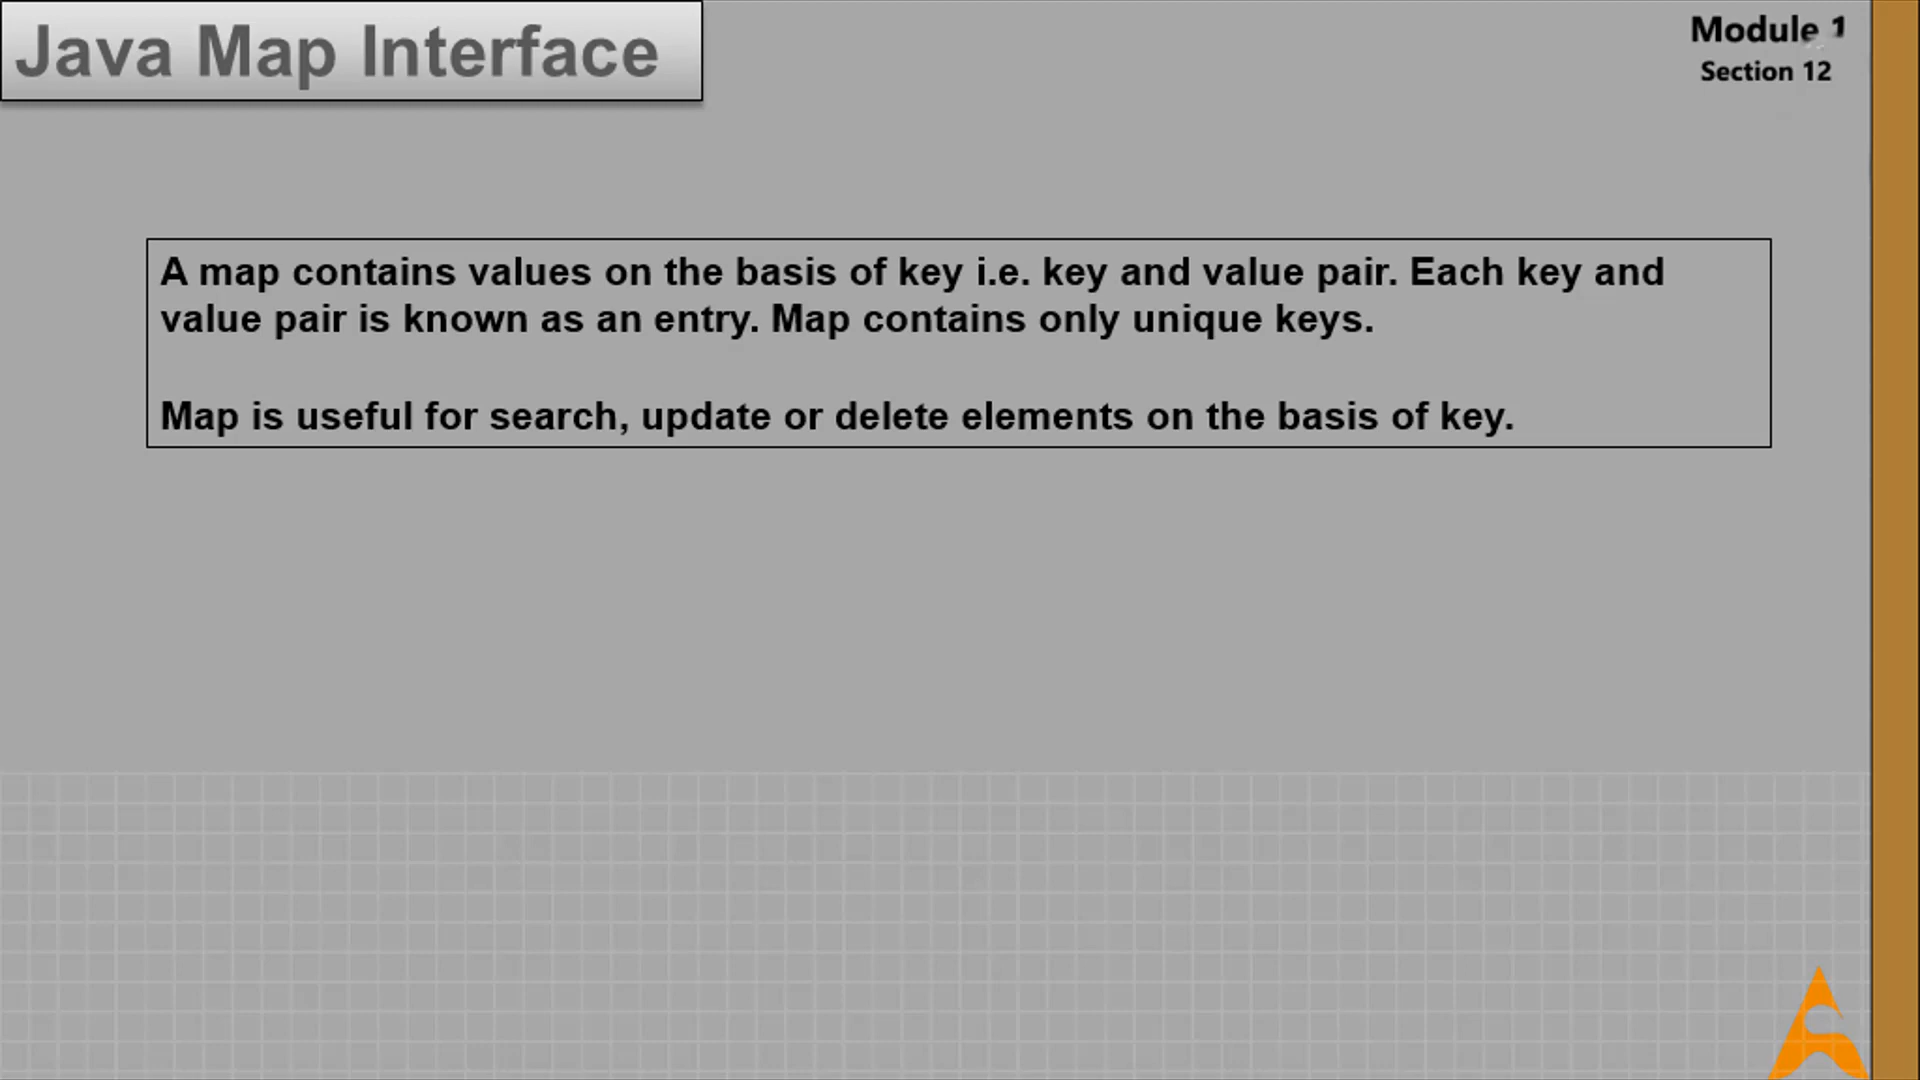 Java Map Interface
Module 1
Section 12
A map contains values on the basis of key i.e. key and value pair. Each key and
value pair is known as an entry. Map contains only unique keys.
Map is useful for search, update or delete elements on the basis of key.